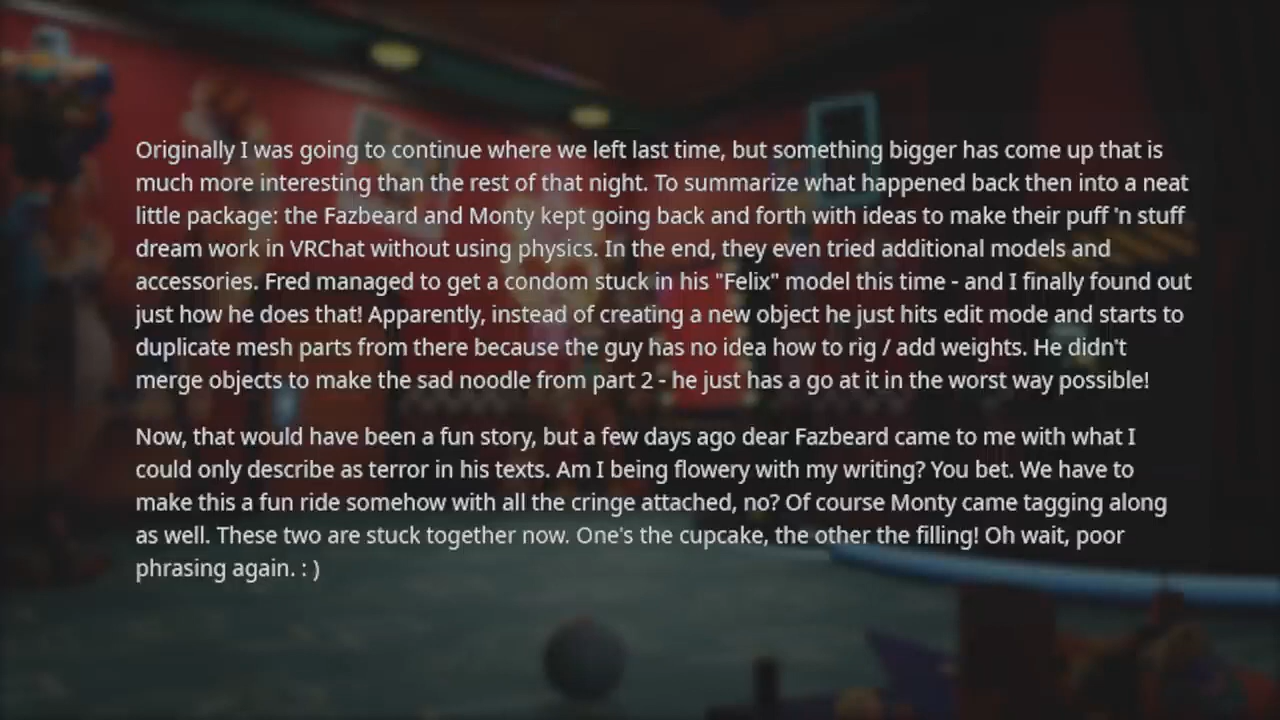 Originally I was going to continue where we left last time, but something bigger has come up that is
much more interesting than the rest of that night. To summarize what happened back then into a neat
little package: the Fazbeard and Monty kept going back and forth with ideas to make their puff 'n stuff
dream work in VRChat without using physics. In the end, they even tried additional models and
accessories. Fred managed to get a condom stuck in his "Felix" model this time - and I finally found out
just how he does that! Apparently, instead of creating a new object he just hits edit mode and starts to
duplicate mesh parts from there because the guy has no idea how to rig / add weights. He didn't
merge objects to make the sad noodle from part 2 - he just has a go at it in the worst way possible!
Now, that would have been a fun story, but a few days ago dear Fazbeard came to me with what I
could only describe as terror in his texts. Am I being flowery with my writing? You bet. We have to
make this a fun ride somehow with all the cringe attached, no? Of course Monty came tagging along
as well. These two are stuck together now. One's the cupcake, the other the filling! Oh wait, poor
phrasing again. : )